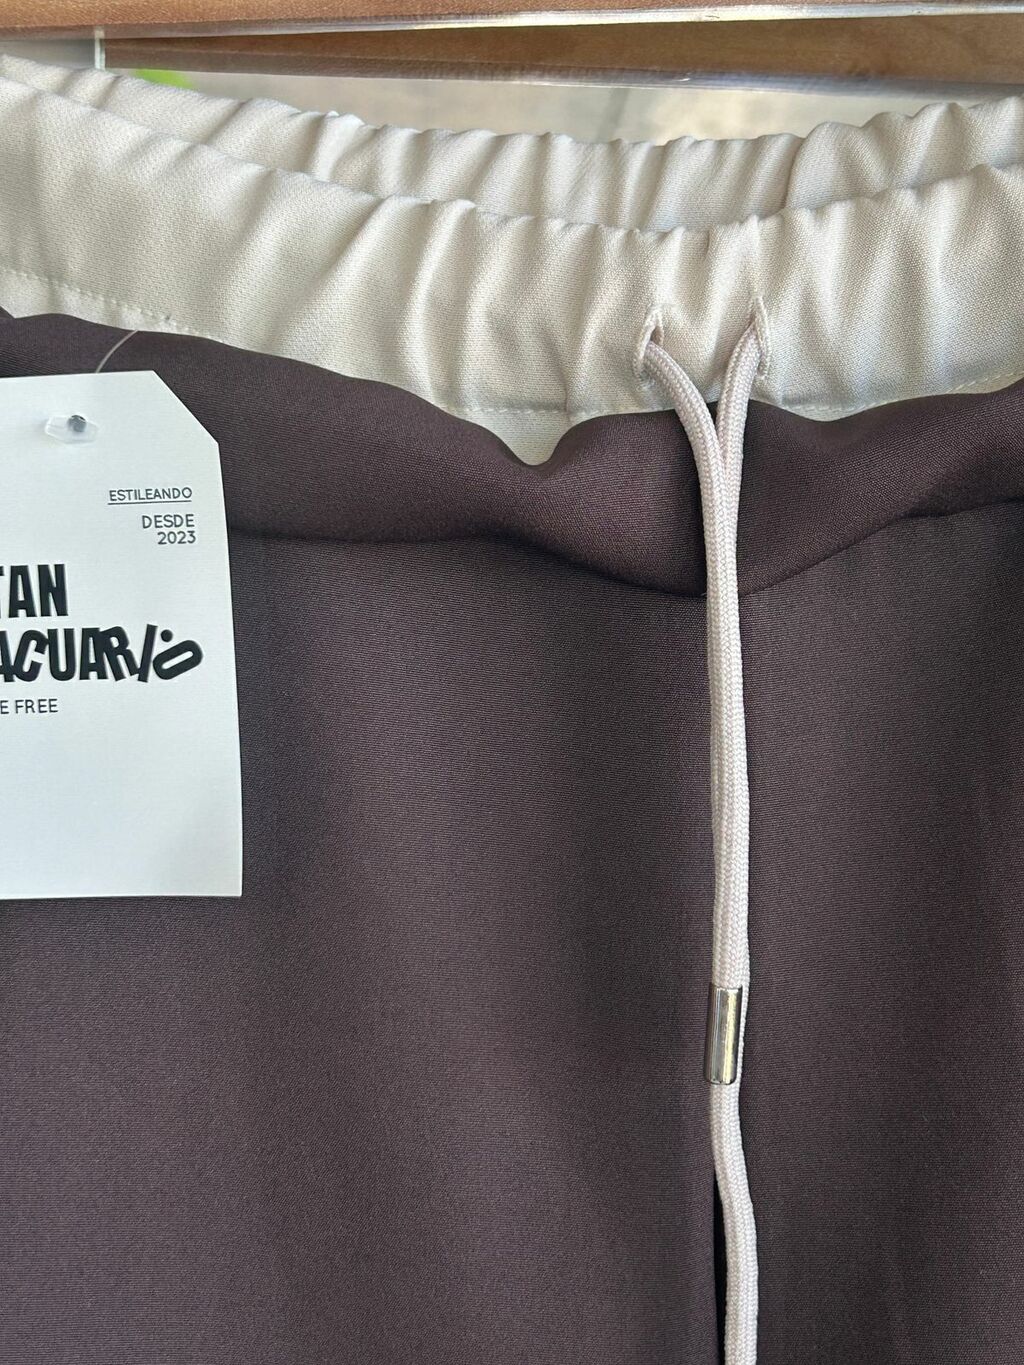 ESTILEANDO
DESDE
2023
TAN
ACUARIO
E FREE